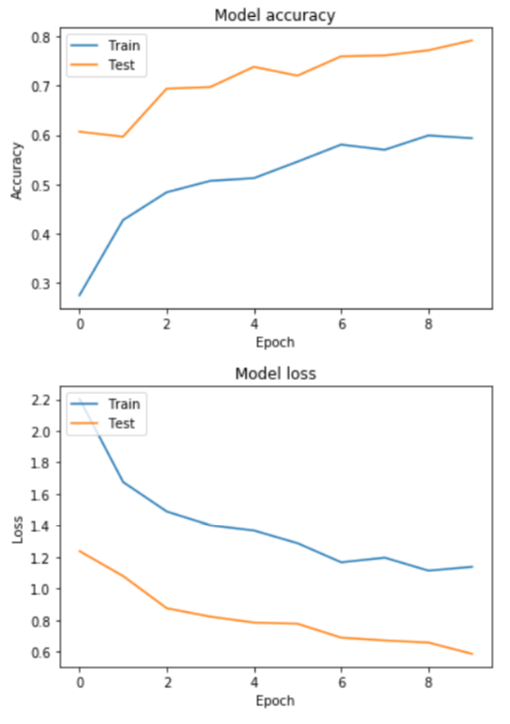 Model accuracy
Train
Test
0.8
0.7
0.6
0.5
0.4
0.3
Accuracy
0 2 4 6 8
Epoch
Model loss
Train
Test
2.2
2.0
1.8
1.6
1.4
1.2
1.0
0.8
0.6
Loss
0 2 4 6 8
Epoch